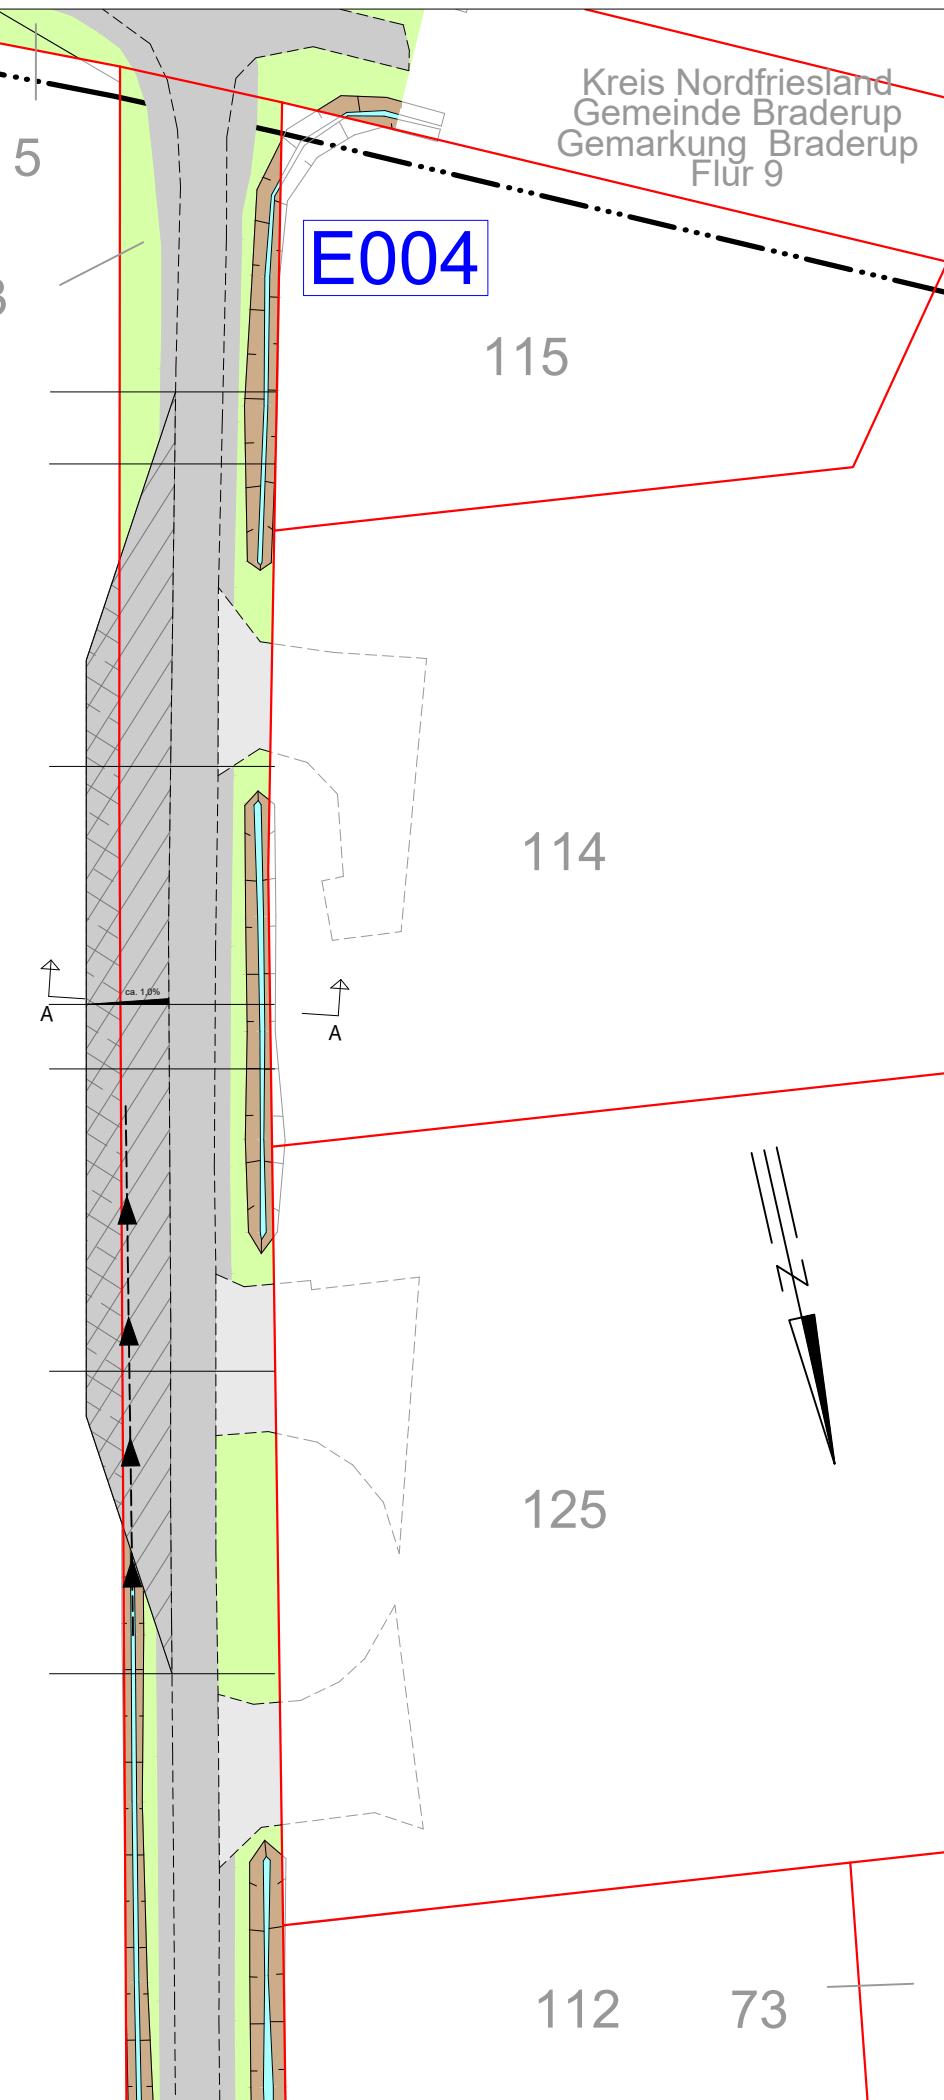 Kreis Nordfriesland
Gemeinde Braderup
Gemarkung Braderup
Flur 9
5
E004
115
114
ca. 1,0%
A
A
N
125
112
73